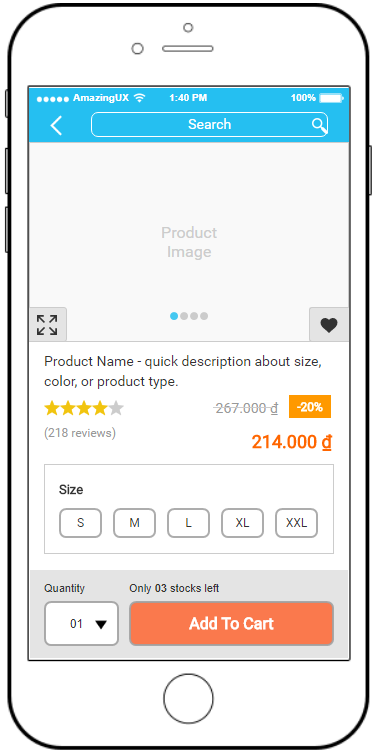 AmazingUX 1:40 PM 100%
Search
Product
Image
Product Name - quick description about size,
color, or product type.
267.000 ₫ -20%
(218 reviews)
214.000 ₫
Size
S M L XL XXL
Quantity Only 03 stocks left
01 Add To Cart